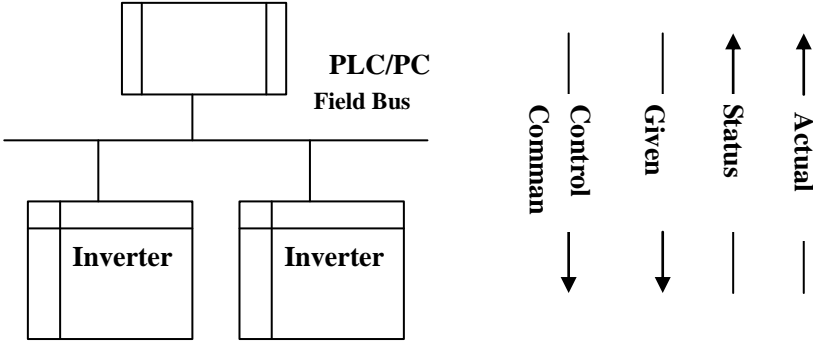 PLC/PC
Field Bus
Inverter
Inverter
Control
Comman
Given
Status
Actual